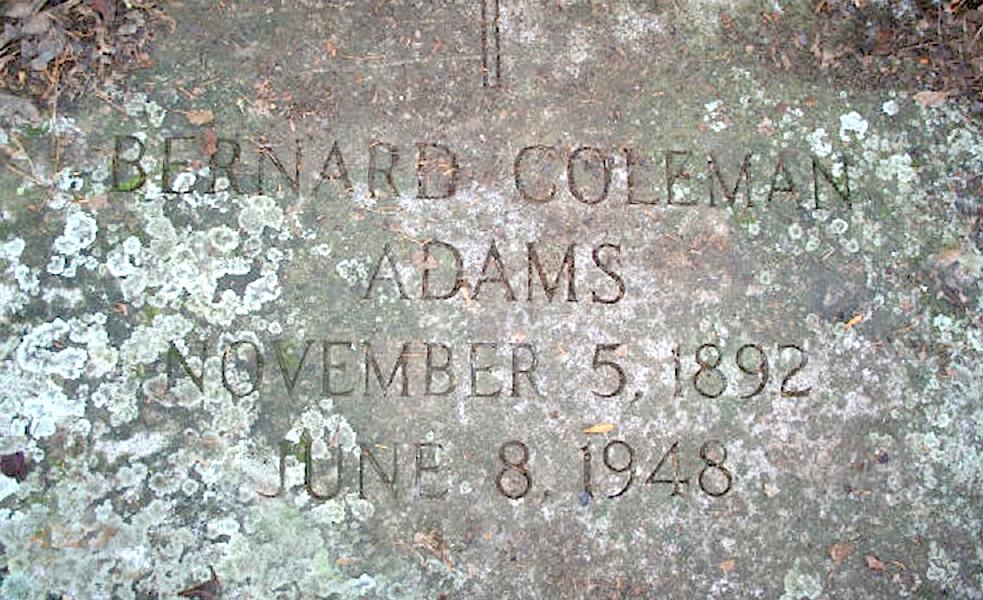 BERNARD COLEMAN
ADAMS
NOVEMBER 5, 1892
JUNE 8, 1948